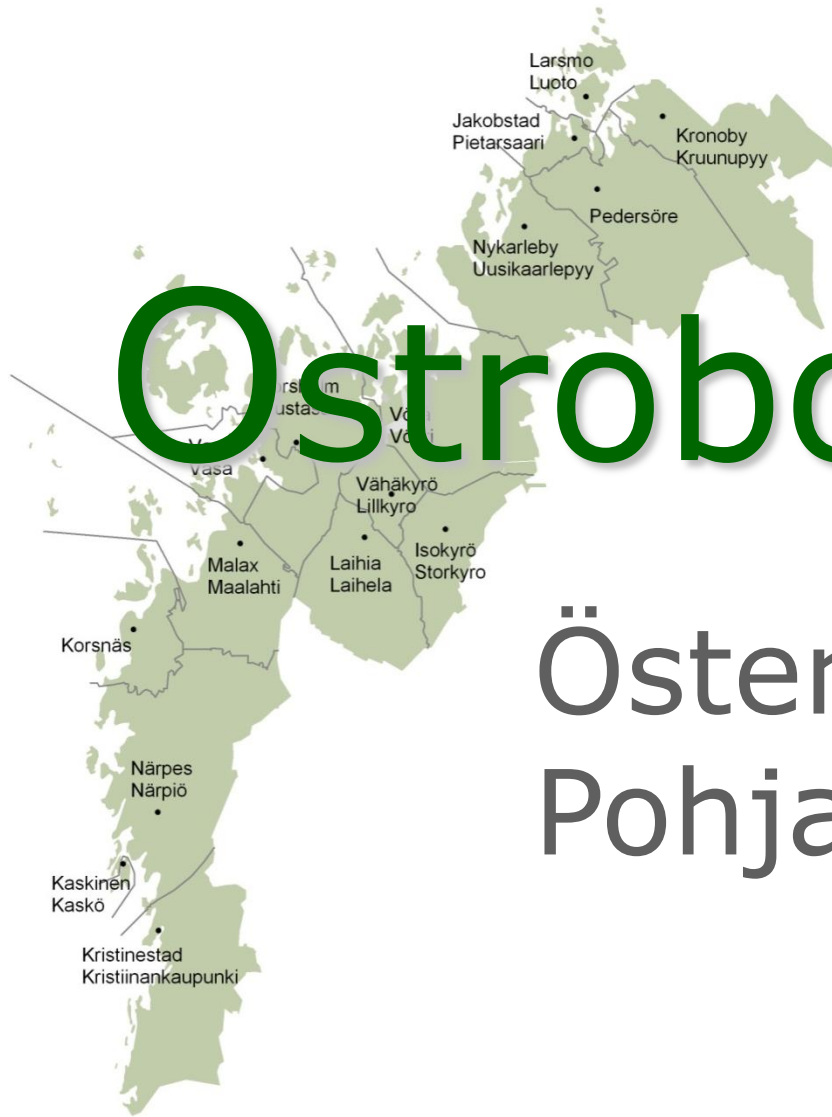 Larsmo
Luoto
Jakobstad
Pietarsaari
Kronoby
Kruunupyy
Pedersöre
Nykarleby
Uusikaarlepyy
Ostrobo
Vasa
Vähäkyrö
Lillkyro
Isokyrö
Storkyro
Laihia
Laihela
Malax
Maalahti
Korsnäs
Öster
Pohja
Närpes
Närpiö
Kaskinen
Kaskö
Kristinestad
Kristiinankaupunki